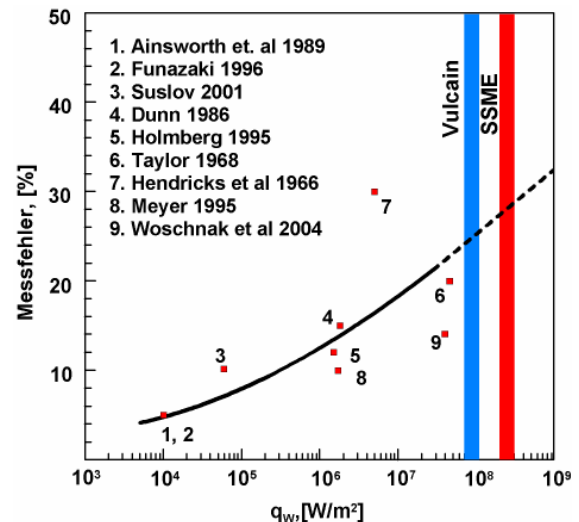 50
40
30
20
10
Messfehler, [%]
1. Ainsworth et. al 1989
2. Funazaki 1996
3. Suslov 2001
4. Dunn 1986
5. Holmberg 1995
6. Taylor 1968
7. Hendricks et al 1966
8. Meyer 1995
9. Woschnak et al 2004
Vulcain
SSME
7
6
4
9
3
5
8
1, 2
10³ 10⁴ 10⁵ 10⁶ 10⁷ 10⁸ 10⁹
qw,[W/m²]